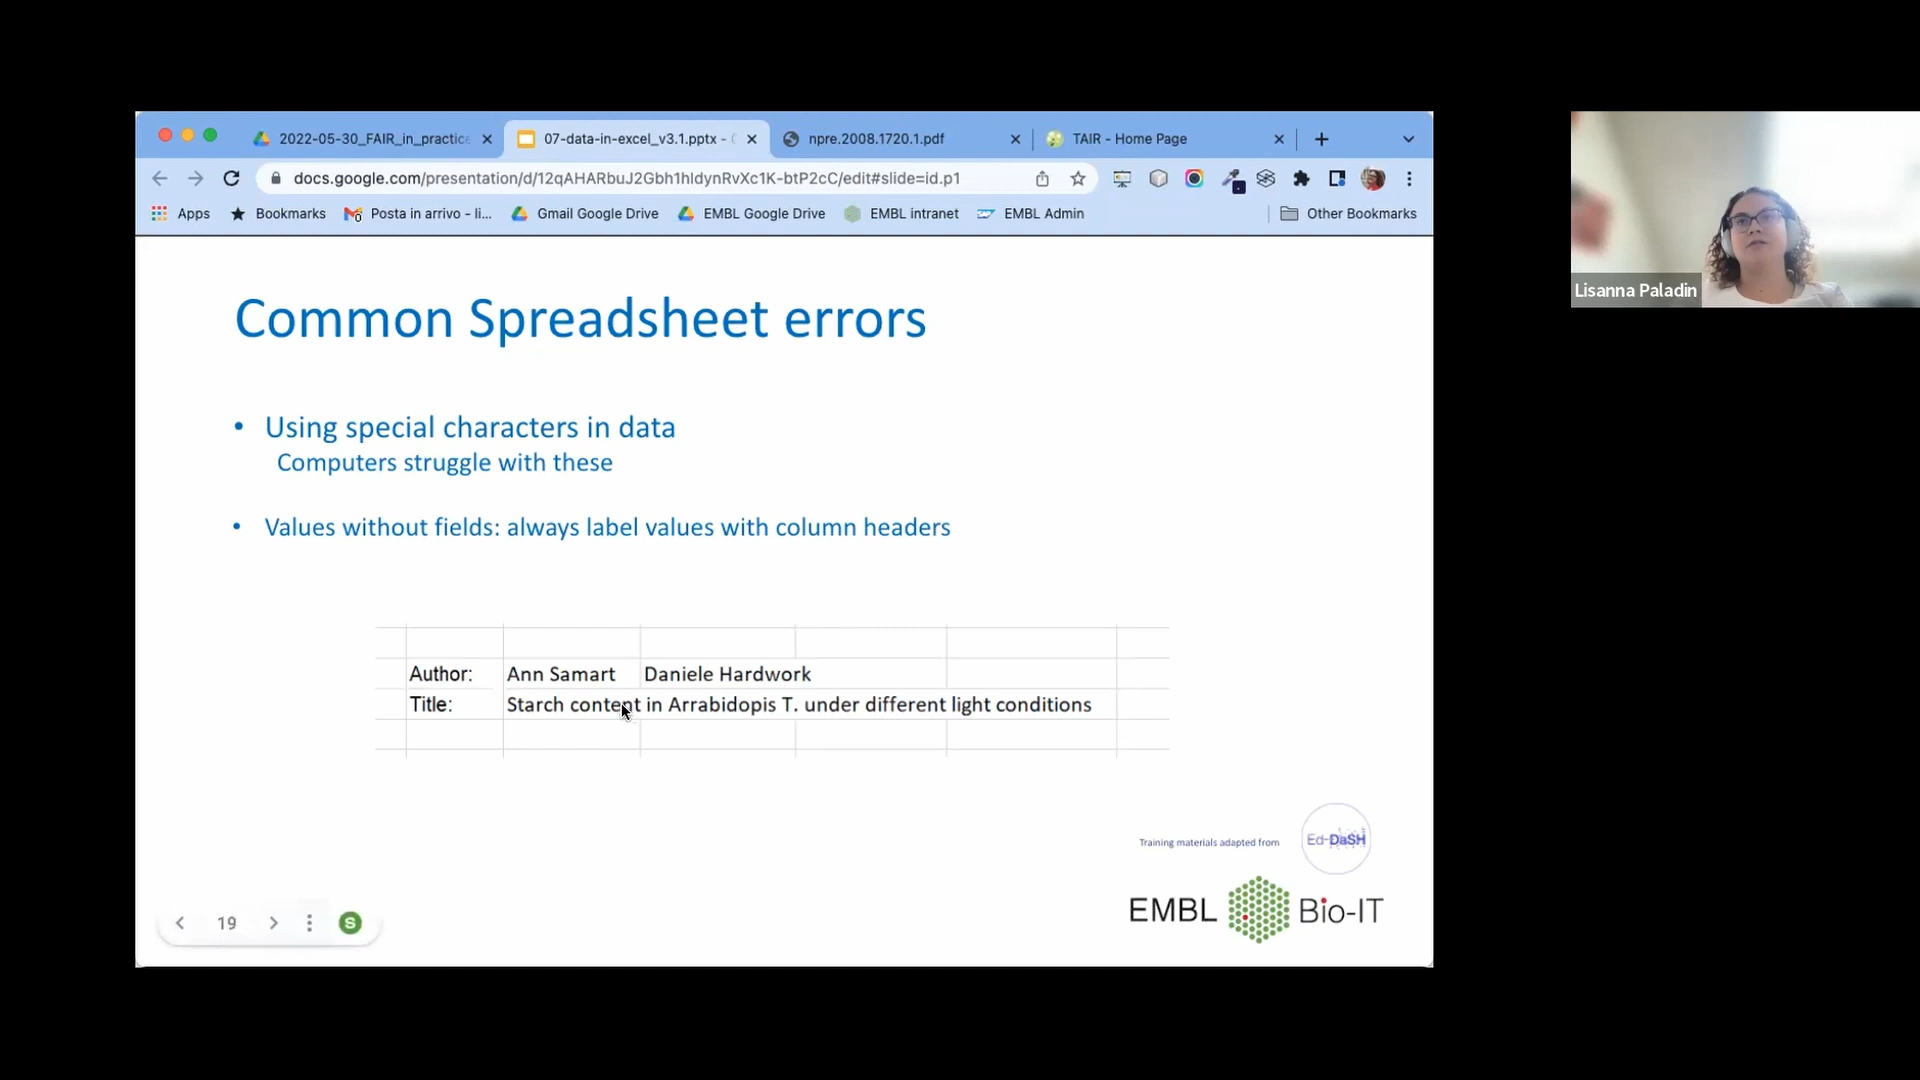 2022-05-30_FAIR_in_practice
07-data-in-excel_v3.1.pptx -
npre.2008.1720.1.pdf
TAIR - Home Page
docs.google.com/presentation/d/12qAHARbuJ2Gbh1hldynRvXc1K-btP2cC/edit#slide=id.p1
Apps
Bookmarks
Posta in arrivo - li...
Gmail Google Drive
EMBL Google Drive
EMBL intranet
EMBL Admin
Other Bookmarks
Lisanna Paladin
Common Spreadsheet errors
• Using special characters in data
Computers struggle with these
• Values without fields: always label values with column headers
Author: Ann Samart Daniele Hardwork
Title: Starch content in Arrabidopis T. under different light conditions
Training materials adapted from
Ed-DaSH
EMBL Bio-IT
19
S